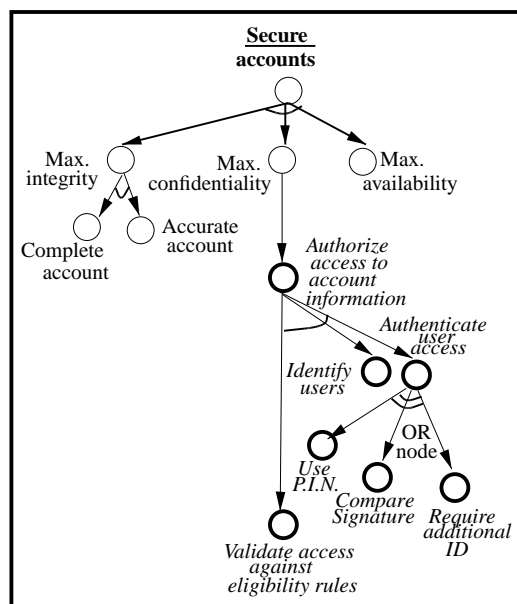 Secure
accounts
Max.
integrity
Max.
confidentiality
Max.
availability
Complete
account
Accurate
account
Authorize
access to
account
information
Authenticate
user
access
Identify
users
OR
node
Use
P.I.N.
Compare
Signature
Require
additional
ID
Validate access
against
eligibility rules